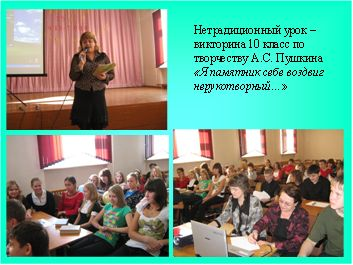 Нетрадиционный урок –
викторина 10 класс по
творчеству А.С. Пушкина
«Я памятник себе воздвиг
нерукотворный…»